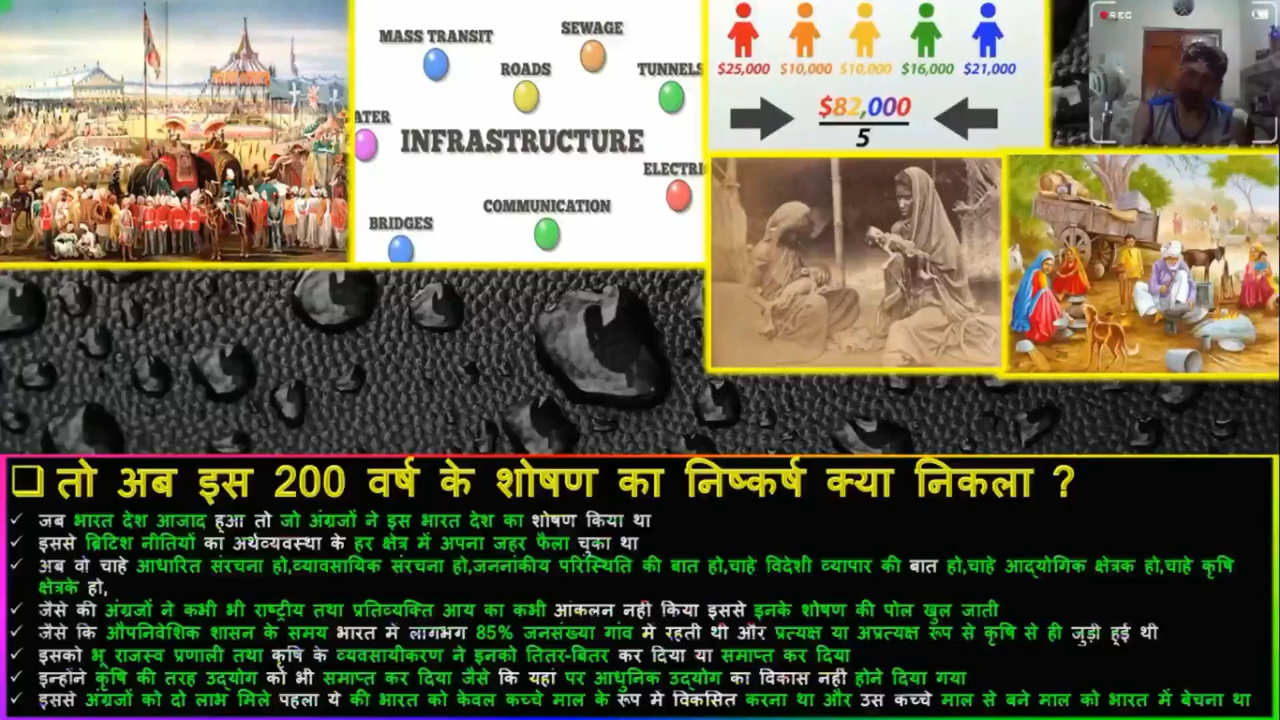 MASS TRANSIT
SEWAGE
ROADS
TUNNELS
ATER
INFRASTRUCTURE
ELECTRI
COMMUNICATION
BRIDGES
$25,000 $10,000 $10,000 $16,000 $21,000
$82,000
5
REC
तो अब इस 200 वर्ष के शोषण का निष्कर्ष क्या निकला ?
जब भारत देश आजाद हुआ तो जो अंग्रजों ने इस भारत देश का शोषण किया था
इससे ब्रिटिश नीतियों का अर्थव्यवस्था के हर क्षेत्र में अपना जहर फैला चुका था
अब वो चाहे आधारित संरचना हो,व्यावसायिक संरचना हो,जननांकीय परिस्थिति की बात हो,चाहे विदेशी व्यापार की बात हो,चाहे आद्योगिक क्षेत्रक हो,चाहे कृषि
क्षेत्रके हो,
जैसे की अंग्रजों ने कभी भी राष्ट्रीय तथा प्रतिव्यक्ति आय का कभी आंकलन नही किया इससे इनके शोषण की पोल खुल जाती
जैसे कि औपनिवेशिक शासन के समय भारत में लागभग 85% जनसंख्या गांव मे रहती थी और प्रत्यक्ष या अप्रत्यक्ष रूप से कृषि से ही जुड़ी हुई थी
इसको भू राजस्व प्रणाली तथा कृषि के व्यवसायीकरण ने इनको तितर-बितर कर दिया या समाप्त कर दिया
इन्होंने कृषि की तरह उद्योग को भी समाप्त कर दिया जैसे कि यहां पर आधुनिक उद्योग का विकास नहीं होने दिया गया
इससे अंग्रजों को दो लाभ मिले पहला ये की भारत को केवल कच्चे माल के रूप मे विकसित करना था और उस कच्चे माल से बने माल को भारत में बेचना था